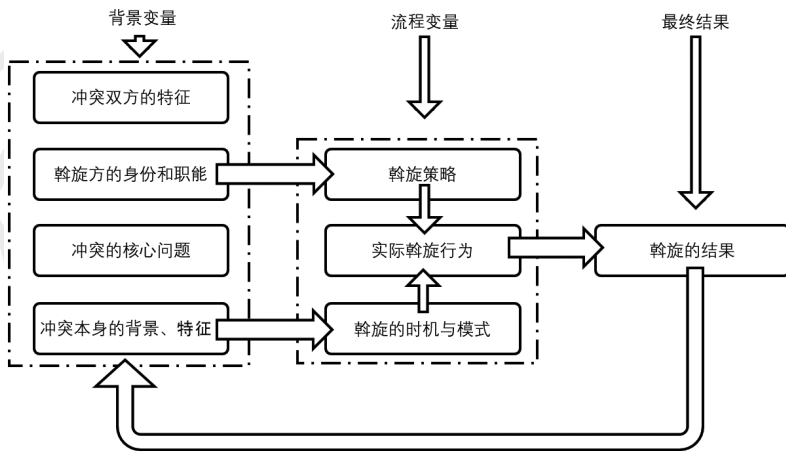 背景变量
流程变量
最终结果
冲突双方的特征
斡旋方的身份和职能
斡旋策略
冲突的核心问题
实际斡旋行为
斡旋的结果
冲突本身的背景、特征
斡旋的时机与模式